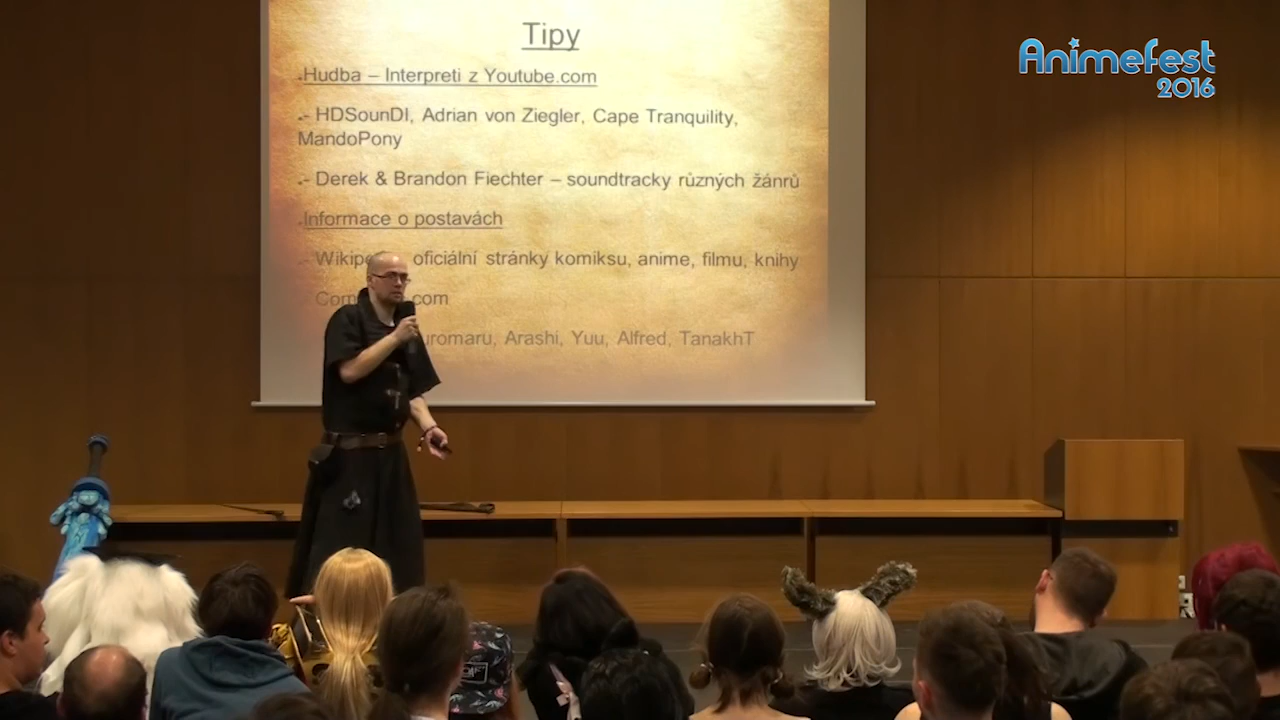 AnimeFest
2016
Tipy
Hudba – Interpreti z Youtube.com
- HDSounDI, Adrian von Ziegler, Cape Tranquility,
MandoPony
- Derek & Brandon Fiechter – soundtracky různých žánrů
Informace o postavách
- oficiální stránky komiksu, anime, filmu, knihy
com
Arashi, Yuu, Alfred, TanakhT